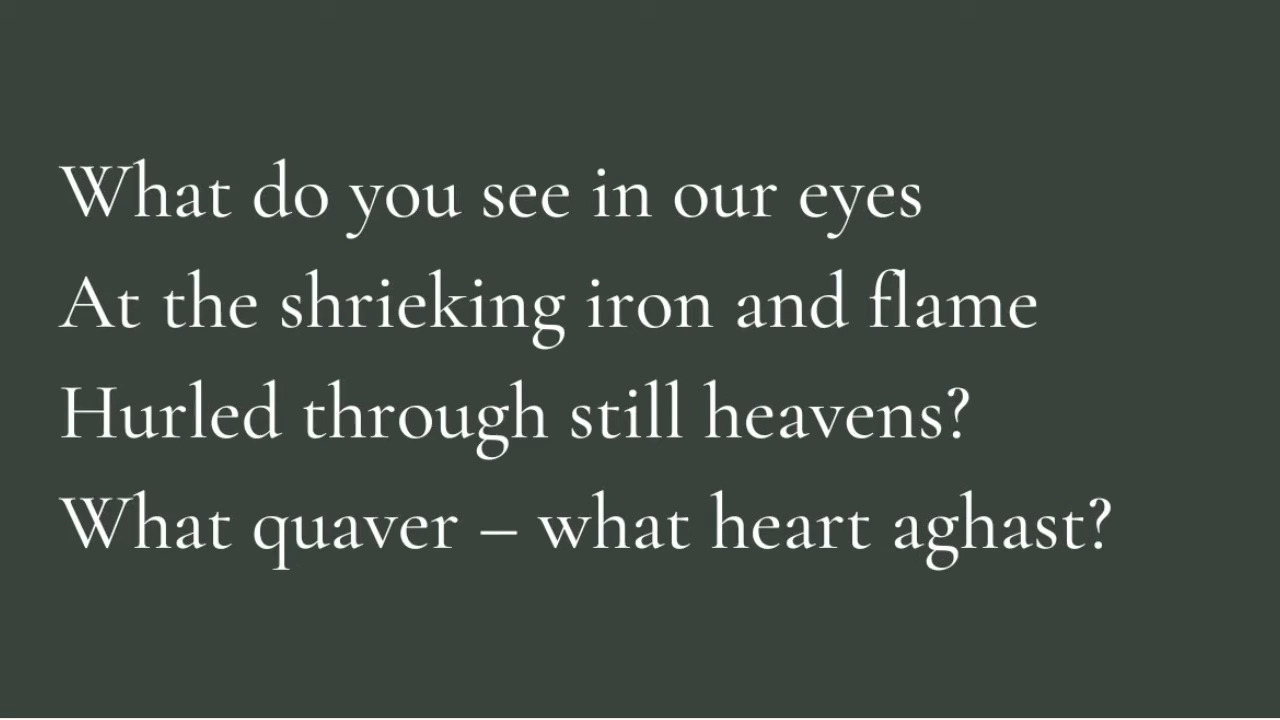 What do you see in our eyes
At the shrieking iron and flame
Hurled through still heavens?
What quaver – what heart aghast?